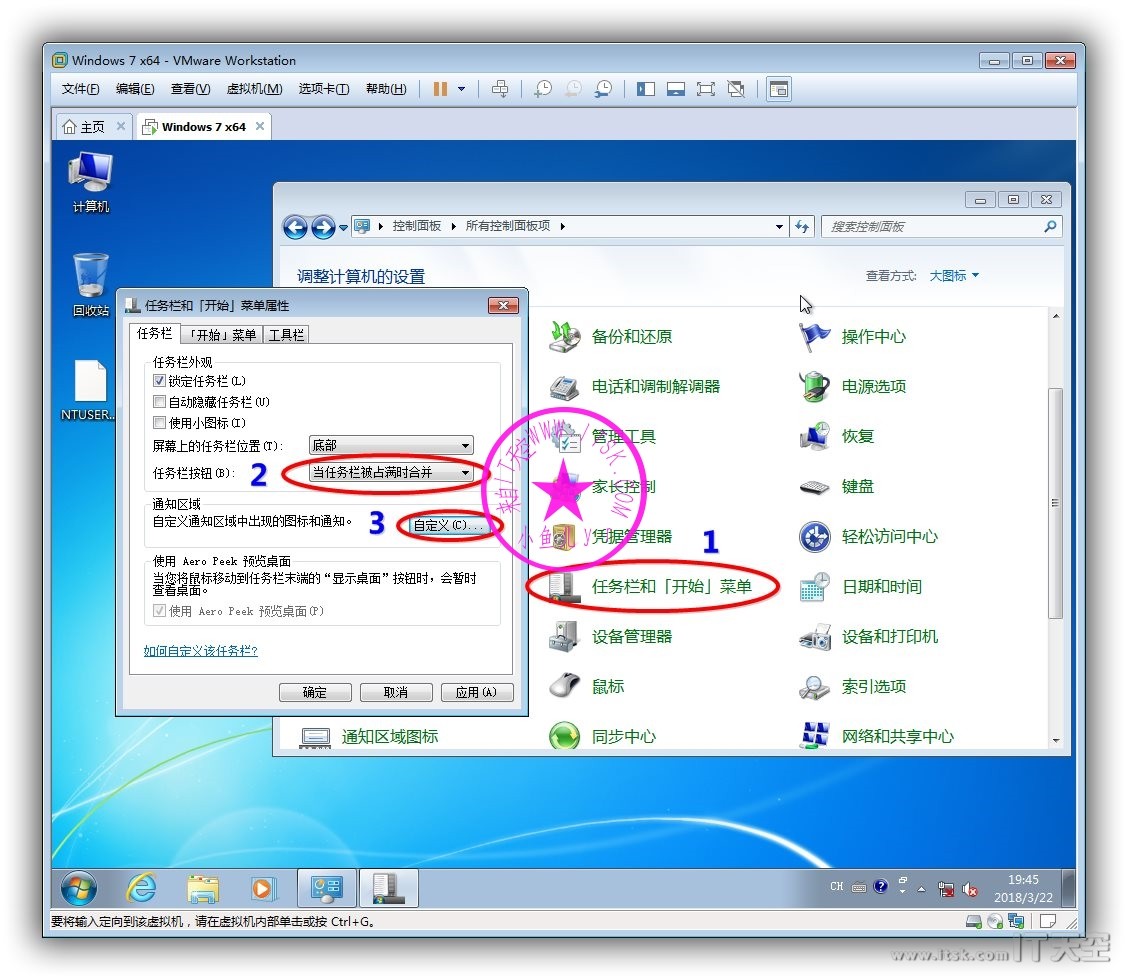 Windows 7 x64 - VMware Workstation
文件(F) 编辑(E) 查看(V) 虚拟机(M) 选项卡(T) 帮助(H)
主页 Windows 7 x64
计算机
回收站
NTUSER...
控制面板 所有控制面板项 搜索控制面板
调整计算机的设置 查看方式: 大图标
任务栏和「开始」菜单属性
任务栏 「开始」菜单 工具栏
任务栏外观
锁定任务栏(L)
自动隐藏任务栏(U)
使用小图标(I)
屏幕上的任务栏位置(T): 底部
任务栏按钮(B): 2 当任务栏被占满时合并
通知区域
自定义通知区域中出现的图标和通知。 3 自定义(C)...
使用 Aero Peek 预览桌面
当您将鼠标移动到任务栏末端的“显示桌面”按钮时，会暂时
查看桌面。
使用 Aero Peek 预览桌面(P)
如何自定义该任务栏?
确定 取消 应用(A)
备份和还原 操作中心
电话和调制解调器 电源选项
管理工具 恢复
家长控制 键盘
凭据管理器 轻松访问中心
1
任务栏和「开始」菜单 日期和时间
设备管理器 设备和打印机
鼠标 索引选项
通知区域图标 同步中心 网络和共享中心
来自IT天空WWW.ITSK.COM
小鱼lys
CH 19:45
2018/3/22
要将输入定向到该虚拟机，请在虚拟机内部单击或按 Ctrl+G。
www.itsk.com IT天空